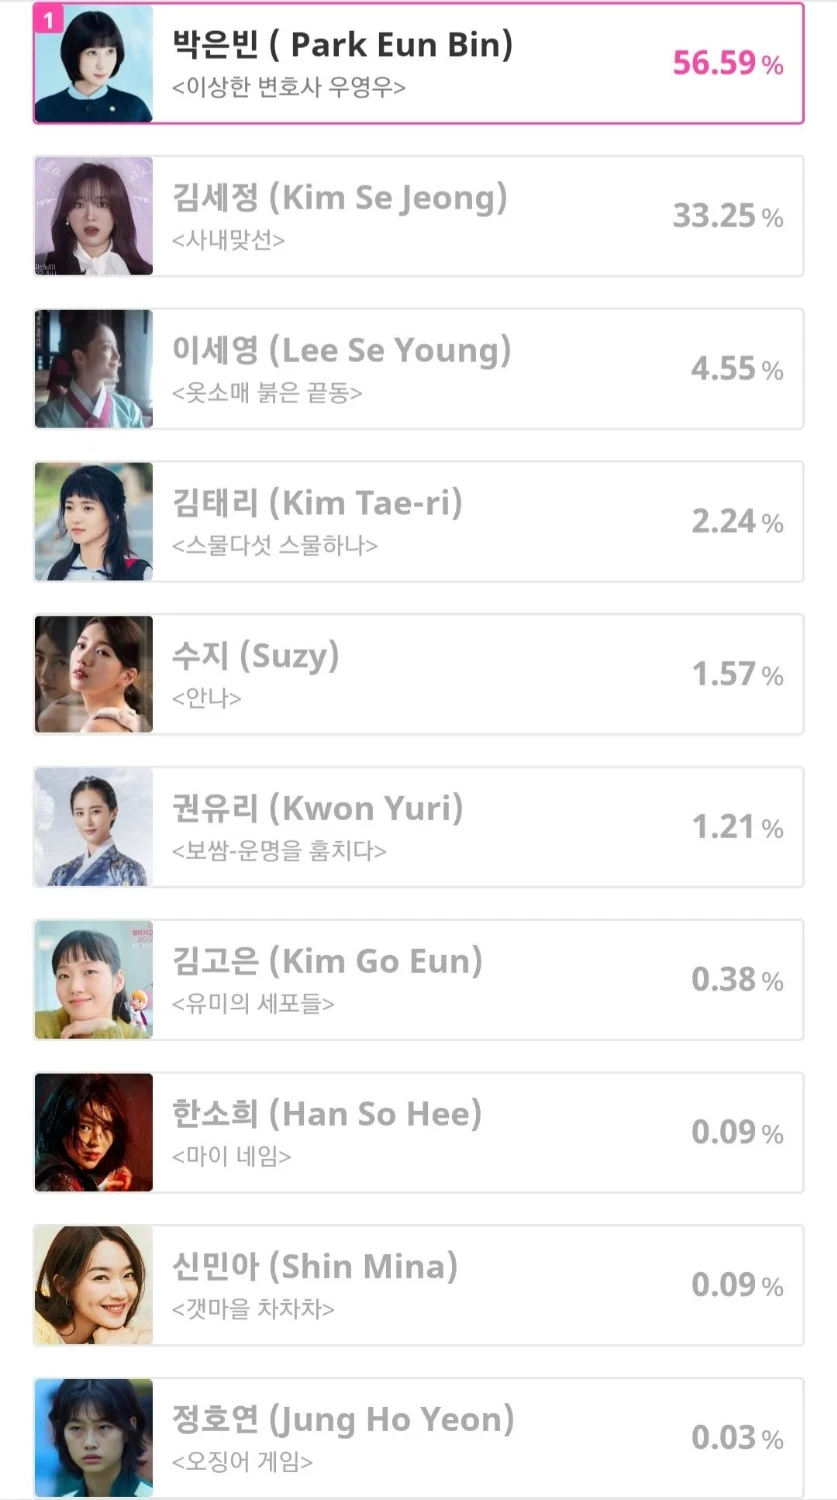 1
박은빈 ( Park Eun Bin)
<이상한 변호사 우영우>
56.59 %
김세정 (Kim Se Jeong)
<사내맞선>
33.25 %
이세영 (Lee Se Young)
<옷소매 붉은 끝동>
4.55 %
김태리 (Kim Tae-ri)
<스물다섯 스물하나>
2.24 %
수지 (Suzy)
<안나>
1.57 %
권유리 (Kwon Yuri)
<보쌈-운명을 훔치다>
1.21 %
김고은 (Kim Go Eun)
<유미의 세포들>
0.38 %
한소희 (Han So Hee)
<마이 네임>
0.09 %
신민아 (Shin Mina)
<갯마을 차차차>
0.09 %
정호연 (Jung Ho Yeon)
<오징어 게임>
0.03 %